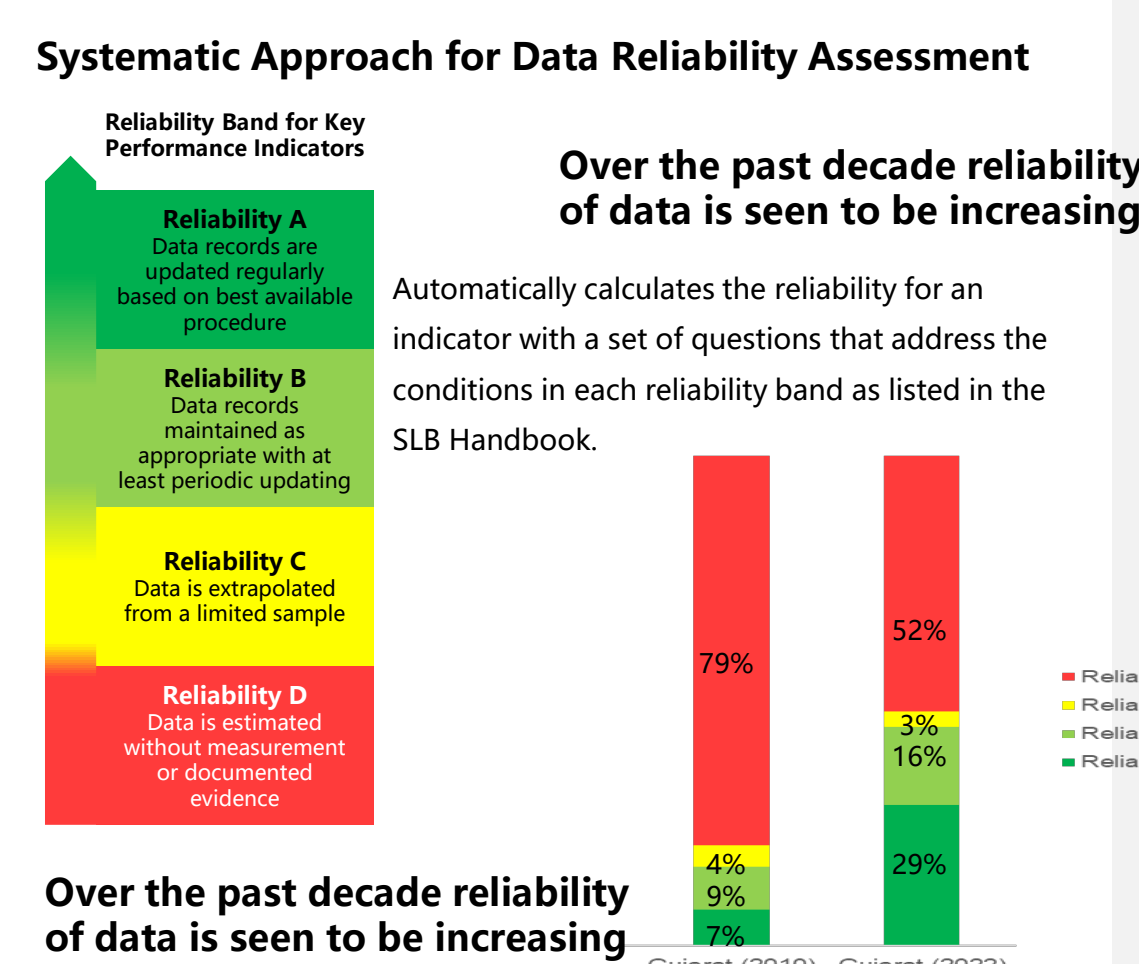 Systematic Approach for Data Reliability Assessment
Reliability Band for Key
Performance Indicators
Reliability A
Data records are
updated regularly
based on best available
procedure
Reliability B
Data records
maintained as
appropriate with at
least periodic updating
Reliability C
Data is extrapolated
from a limited sample
Reliability D
Data is estimated
without measurement
or documented
evidence
Over the past decade reliability
of data is seen to be increasing
Automatically calculates the reliability for an
indicator with a set of questions that address the
conditions in each reliability band as listed in the
SLB Handbook.
79%
4%
9%
7%
52%
3%
16%
29%
Relia
Relia
Relia
Relia
Over the past decade reliability
of data is seen to be increasing